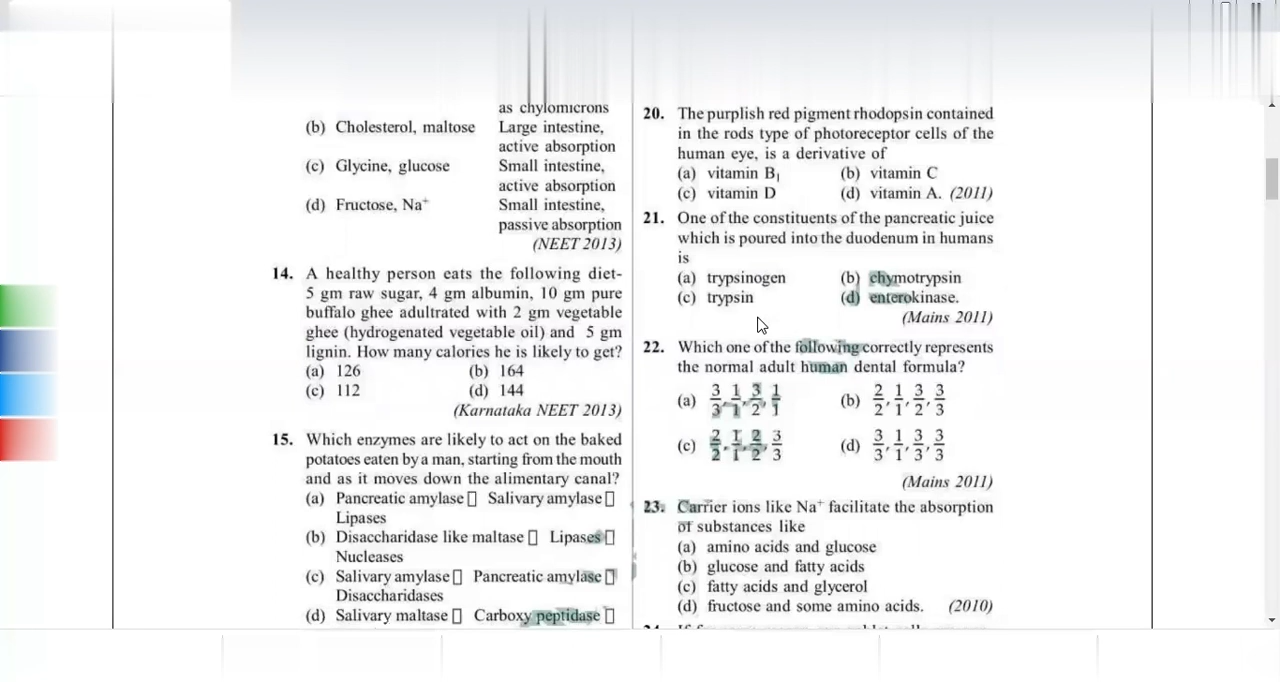 as chylomicrons
(b) Cholesterol, maltose Large intestine,
active absorption
(c) Glycine, glucose Small intestine,
active absorption
(d) Fructose, Na⁺ Small intestine,
passive absorption
(NEET 2013)
14. A healthy person eats the following diet-
5 gm raw sugar, 4 gm albumin, 10 gm pure
buffalo ghee adultrated with 2 gm vegetable
ghee (hydrogenated vegetable oil) and 5 gm
lignin. How many calories he is likely to get?
(a) 126 (b) 164
(c) 112 (d) 144
(Karnataka NEET 2013)
15. Which enzymes are likely to act on the baked
potatoes eaten by a man, starting from the mouth
and as it moves down the alimentary canal?
(a) Pancreatic amylase▯ Salivary amylase▯
Lipases
(b) Disaccharidase like maltase▯ Lipases▯
Nucleases
(c) Salivary amylase▯ Pancreatic amylase▯
Disaccharidases
(d) Salivary maltase▯ Carboxy peptidase▯
20. The purplish red pigment rhodopsin contained
in the rods type of photoreceptor cells of the
human eye, is a derivative of
(a) vitamin B₁ (b) vitamin C
(c) vitamin D (d) vitamin A. (2011)
21. One of the constituents of the pancreatic juice
which is poured into the duodenum in humans
is
(a) trypsinogen (b) chymotrypsin
(c) trypsin (d) enterokinase.
(Mains 2011)
22. Which one of the following correctly represents
the normal adult human dental formula?
(a) 3/3, 1/1, 3/2, 1/1 (b) 2/2, 1/1, 3/2, 3/3
(c) 2/2, 1/1, 2/2, 3/3 (d) 3/3, 1/1, 3/3, 3/3
(Mains 2011)
23. Carrier ions like Na⁺ facilitate the absorption
of substances like
(a) amino acids and glucose
(b) glucose and fatty acids
(c) fatty acids and glycerol
(d) fructose and some amino acids. (2010)